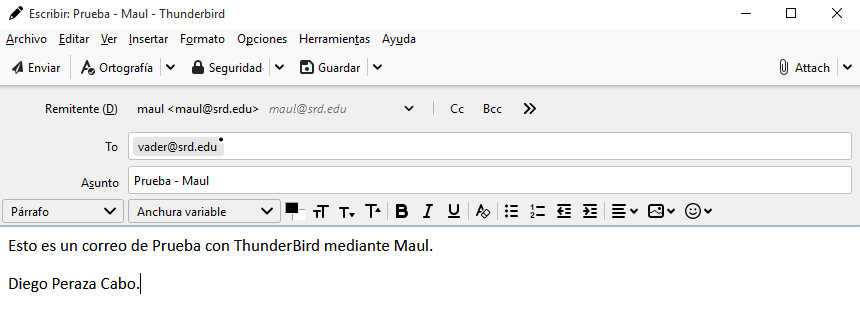 Escribir: Prueba - Maul - Thunderbird
Archivo Editar Ver Insertar Formato Opciones Herramientas Ayuda
Enviar Ortografía Seguridad Guardar Attach
Remitente (D) maul <maul@srd.edu> maul@srd.edu Cc Bcc
To vader@srd.edu
Asunto Prueba - Maul
Párrafo Anchura variable B I U
Esto es un correo de Prueba con ThunderBird mediante Maul.
Diego Peraza Cabo.